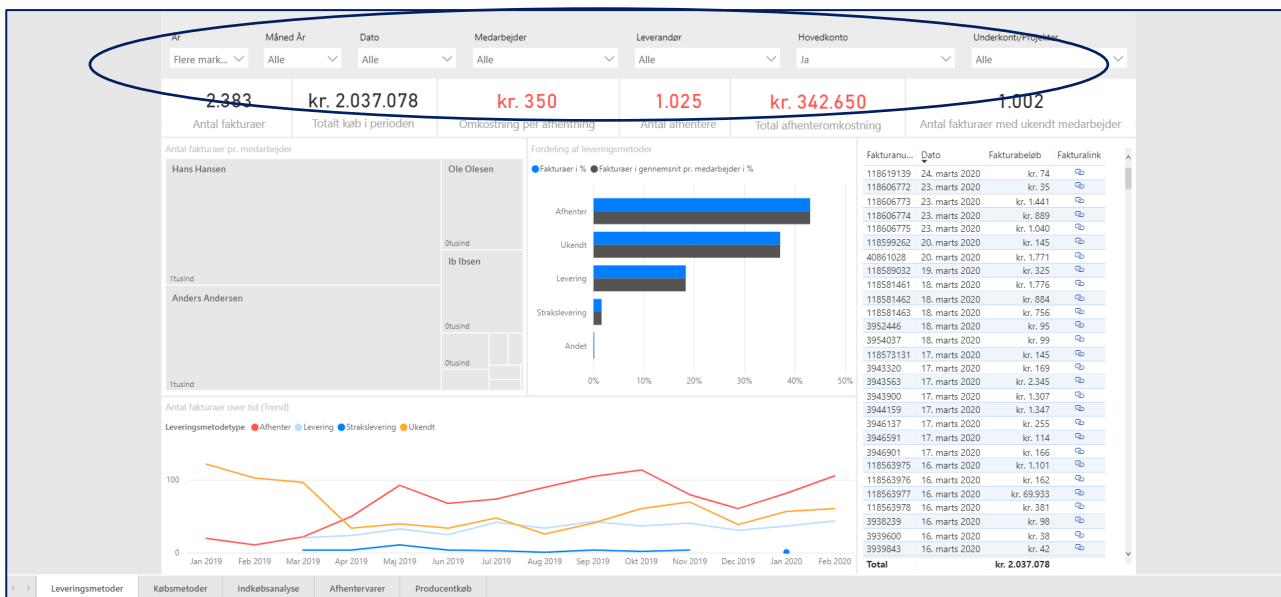 År Måned År Dato Medarbejder Leverandør Hovedkonto Underkonti/Projekter
Flere mark... Alle Alle Alle Alle Ja Alle
2.383 kr. 2.037.078 kr. 350 1.025 kr. 342.650 1.002
Antal fakturaer Totalt køb i perioden Omkostning per afhentning Antal afhentere Total afhenteromkostning Antal fakturaer med ukendt medarbejder
Antal fakturaer pr. medarbejder
Hans Hansen
1tusind
Anders Andersen
1tusind
Ole Olesen
0tusind
Ib Ibsen
0tusind
0tusind
Fordeling af leveringsmetoder
Fakturaer i % Fakturaer i gennemsnit pr. medarbejder i %
Afhenter
Ukendt
Levering
Strakslevering
Andet
0% 10% 20% 30% 40% 50%
Fakturanu... Dato Fakturabeløb Fakturalink
118619139 24. marts 2020 kr. 74
118606772 23. marts 2020 kr. 35
118606773 23. marts 2020 kr. 1.441
118606774 23. marts 2020 kr. 889
118606775 23. marts 2020 kr. 1.040
118599262 20. marts 2020 kr. 145
40861028 20. marts 2020 kr. 1.771
118589032 19. marts 2020 kr. 325
118581461 18. marts 2020 kr. 1.776
118581462 18. marts 2020 kr. 884
118581463 18. marts 2020 kr. 756
3952446 18. marts 2020 kr. 95
3954037 18. marts 2020 kr. 99
118573131 17. marts 2020 kr. 145
3943320 17. marts 2020 kr. 169
3943563 17. marts 2020 kr. 2.345
3943900 17. marts 2020 kr. 1.307
3944159 17. marts 2020 kr. 1.347
3946137 17. marts 2020 kr. 255
3946591 17. marts 2020 kr. 114
3946901 17. marts 2020 kr. 166
118563975 16. marts 2020 kr. 1.101
118563976 16. marts 2020 kr. 162
118563977 16. marts 2020 kr. 69.933
118563978 16. marts 2020 kr. 381
3938239 16. marts 2020 kr. 98
3939600 16. marts 2020 kr. 38
3939843 16. marts 2020 kr. 42
Total kr. 2.037.078
Antal fakturaer over tid (Trend)
Leveringsmetodetype Afhenter Levering Strakslevering Ukendt
100
0
Jan 2019 Feb 2019 Mar 2019 Apr 2019 Maj 2019 Jun 2019 Jul 2019 Aug 2019 Sep 2019 Okt 2019 Nov 2019 Dec 2019 Jan 2020 Feb 2020
Leveringsmetoder Købsmetoder Indkøbsanalyse Afhentervarer Producentkøb